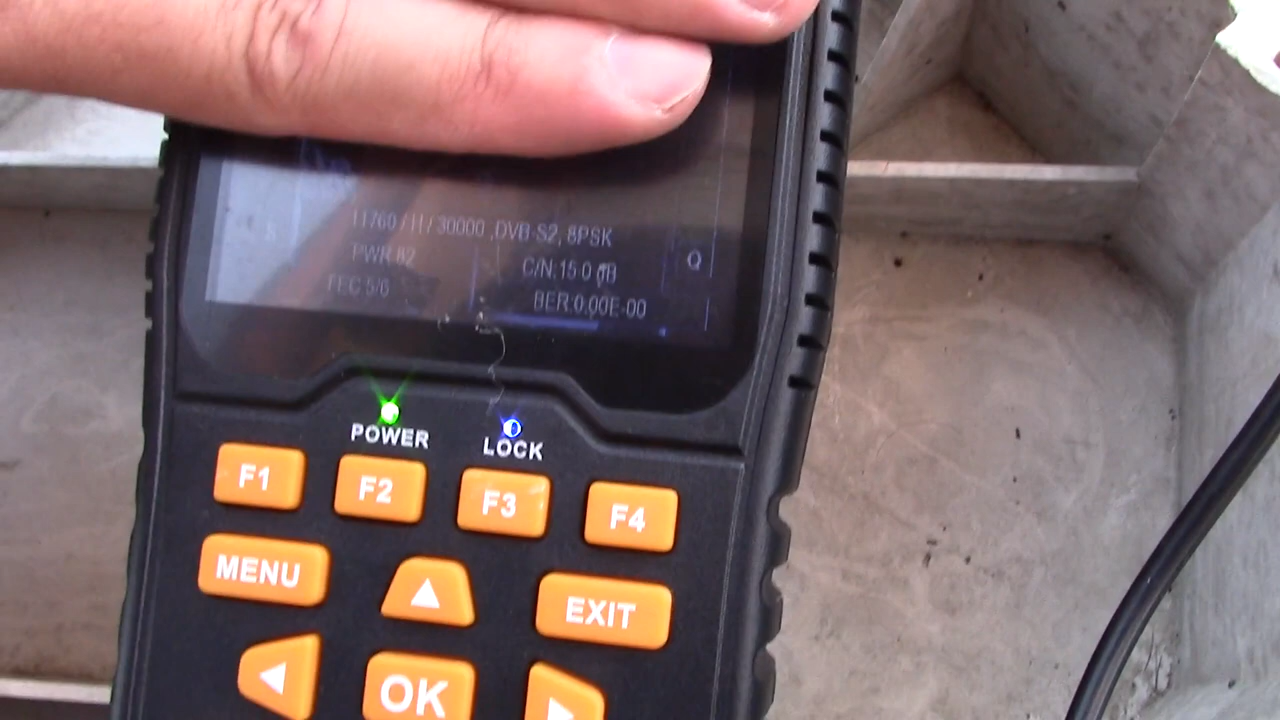 S
11760 / H / 30000 ,DVB-S2, 8PSK
PWR:82
C/N:15.0 dB
Q
FEC:5/6
BER:0.00E-00
POWER
LOCK
F1
F2
F3
F4
MENU
EXIT
OK